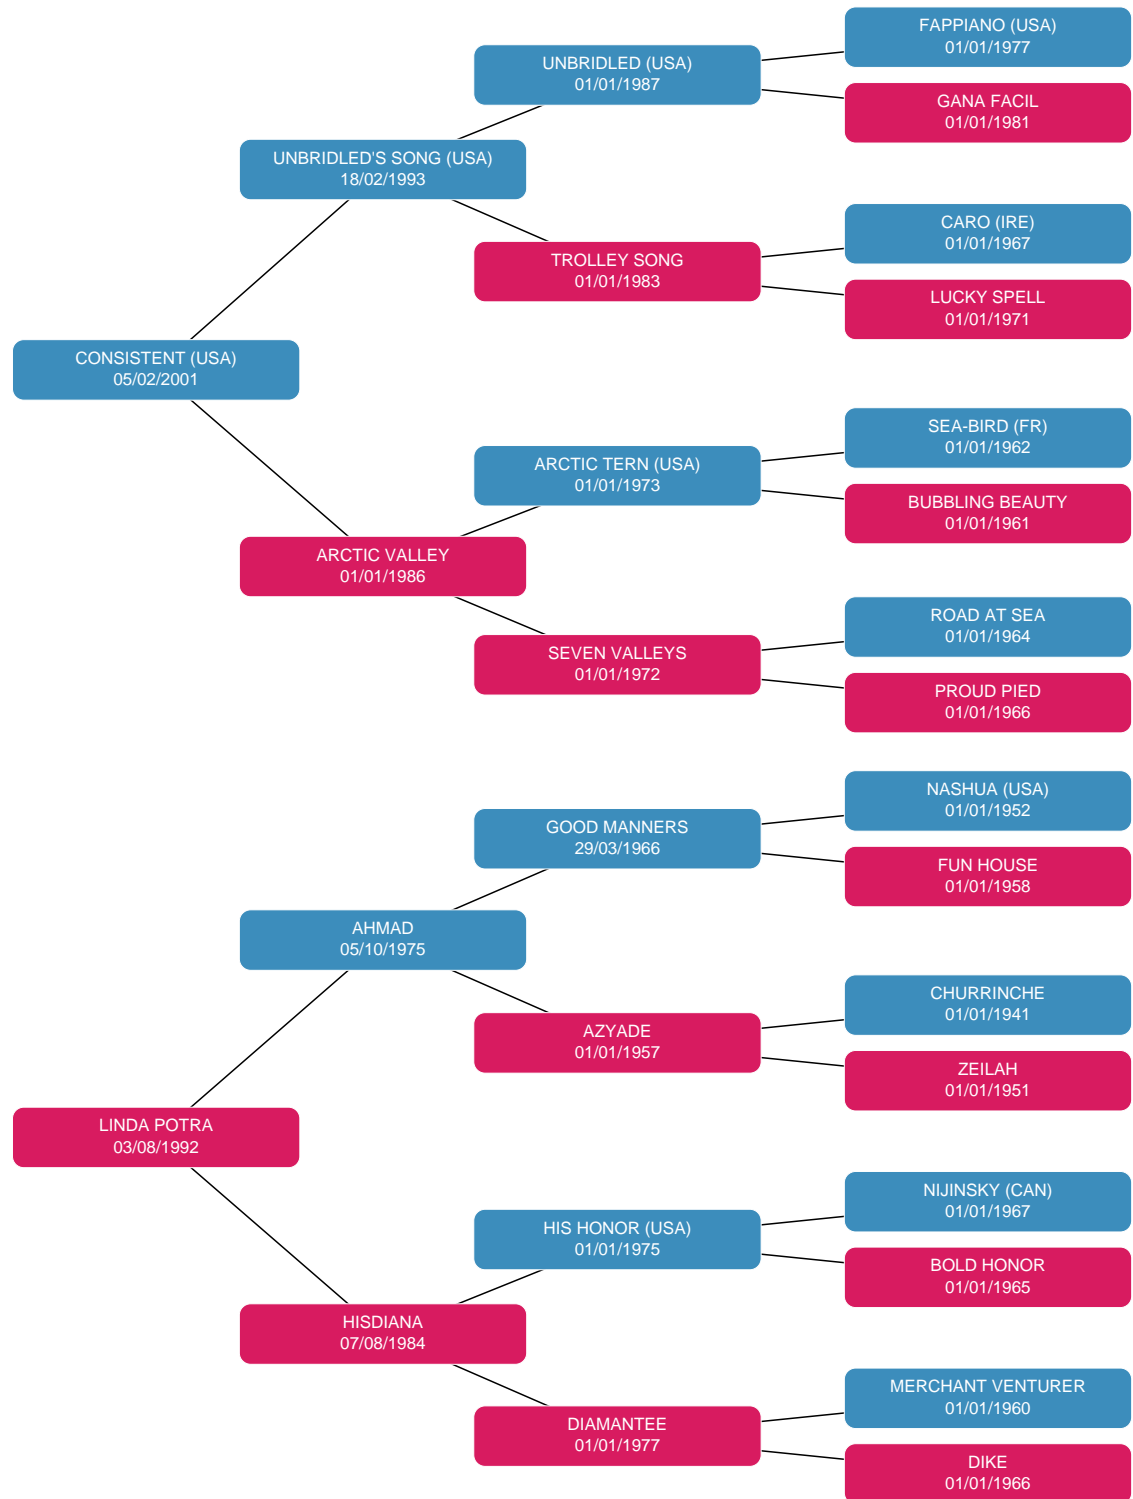 FAPPIANO (USA)
01/01/1977
UNBRIDLED (USA)
01/01/1987
GANA FACIL
01/01/1981
UNBRIDLED'S SONG (USA)
18/02/1993
CARO (IRE)
01/01/1967
TROLLEY SONG
01/01/1983
LUCKY SPELL
01/01/1971
CONSISTENT (USA)
05/02/2001
SEA-BIRD (FR)
01/01/1962
ARCTIC TERN (USA)
01/01/1973
BUBBLING BEAUTY
01/01/1961
ARCTIC VALLEY
01/01/1986
ROAD AT SEA
01/01/1964
SEVEN VALLEYS
01/01/1972
PROUD PIED
01/01/1966
NASHUA (USA)
01/01/1952
GOOD MANNERS
29/03/1966
FUN HOUSE
01/01/1958
AHMAD
05/10/1975
CHURRINCHE
01/01/1941
AZYADE
01/01/1957
ZEILAH
01/01/1951
LINDA POTRA
03/08/1992
NIJINSKY (CAN)
01/01/1967
HIS HONOR (USA)
01/01/1975
BOLD HONOR
01/01/1965
HISDIANA
07/08/1984
MERCHANT VENTURER
01/01/1960
DIAMANTEE
01/01/1977
DIKE
01/01/1966